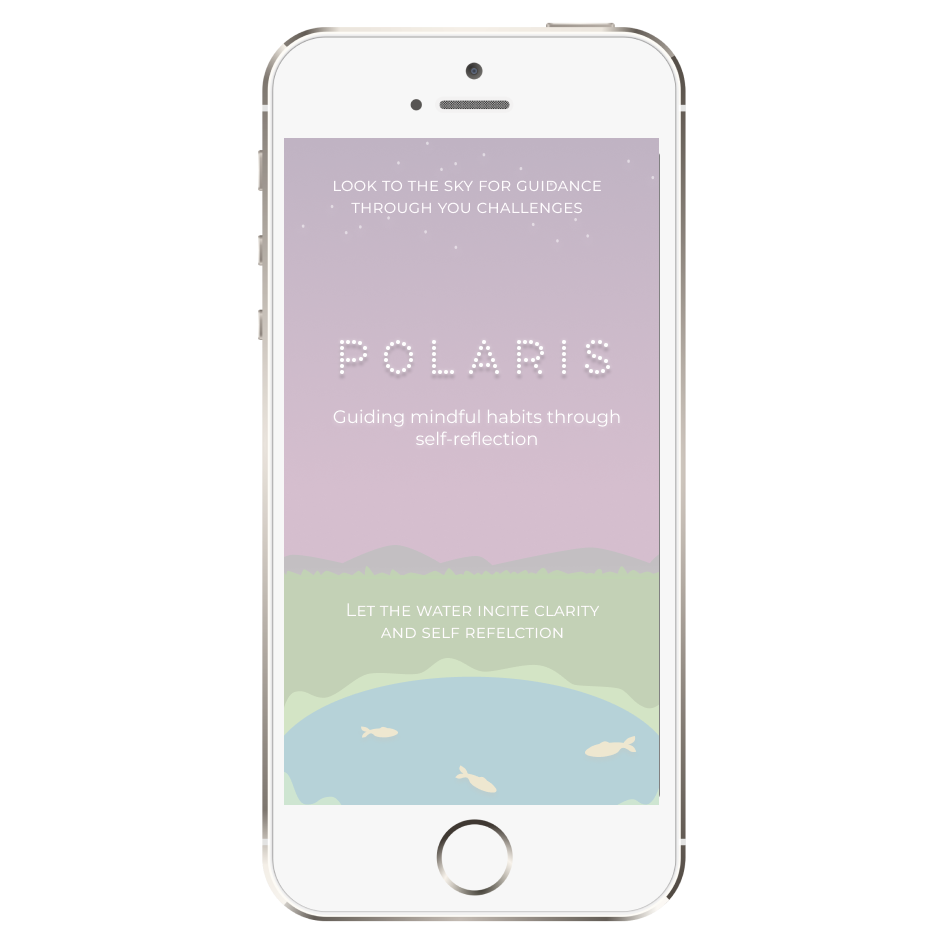 LOOK TO THE SKY FOR GUIDANCE
THROUGH YOU CHALLENGES
POLARIS
Guiding mindful habits through
self-reflection
LET THE WATER INCITE CLARITY
AND SELF REFELCTION